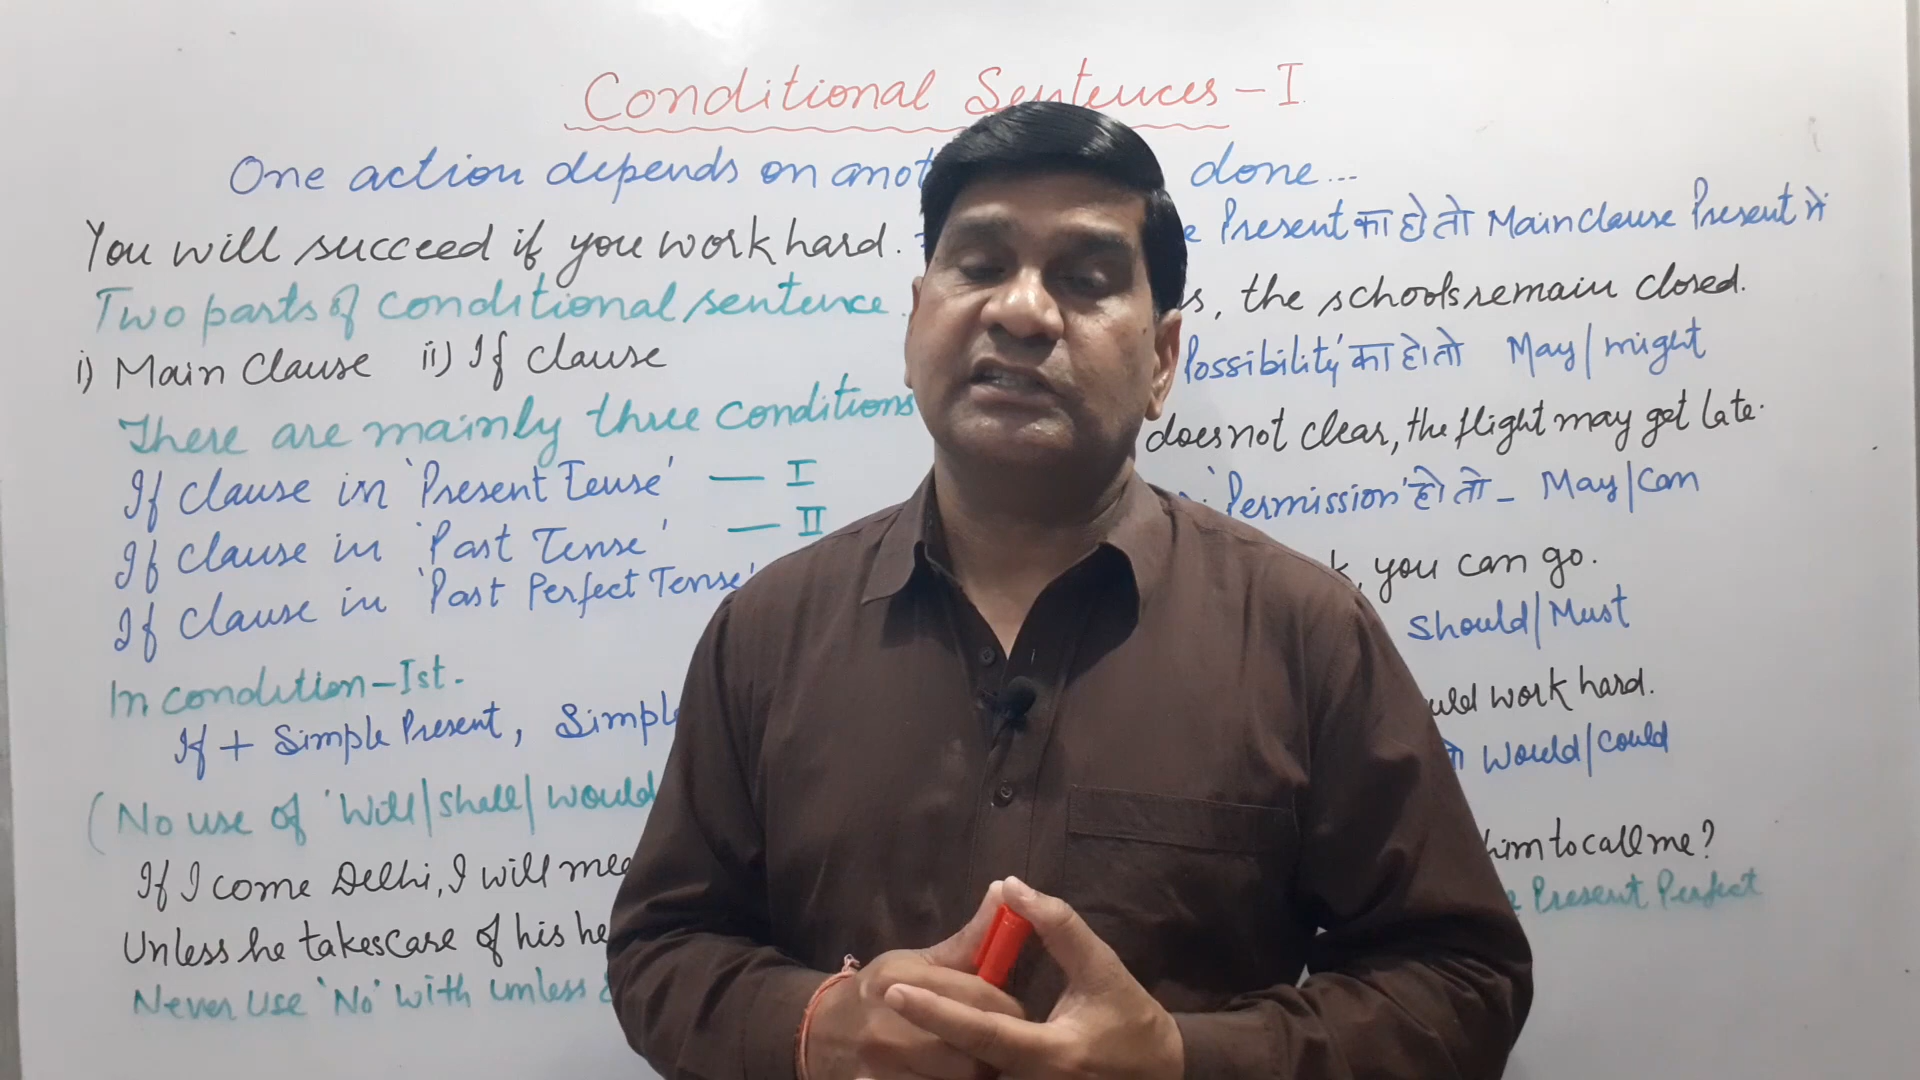 Conditional Sentences - I
One action depends on done...
You will succeed if you work hard.
Two parts of conditional sentence.
i) Main Clause ii) If clause
There are mainly three conditions
If clause in 'Present Tense' — I
If clause in 'Past Tense' — II
If clause in 'Past Perfect Tense'
In condition-Ist.
If + Simple Present, Simple
(No use of 'Will/shall/would
If I come Delhi, I will
Unless he takes care of his
Never Use 'No' with unless
Present का हो तो Main clause Present में
, the schools remain closed.
Possibility' का हो तो May/might
does not clear, the flight may get late.
'Permission' हो तो - May/Can
, you can go.
Should/Must
work hard.
Would/Could
him to call me?
Present Perfect